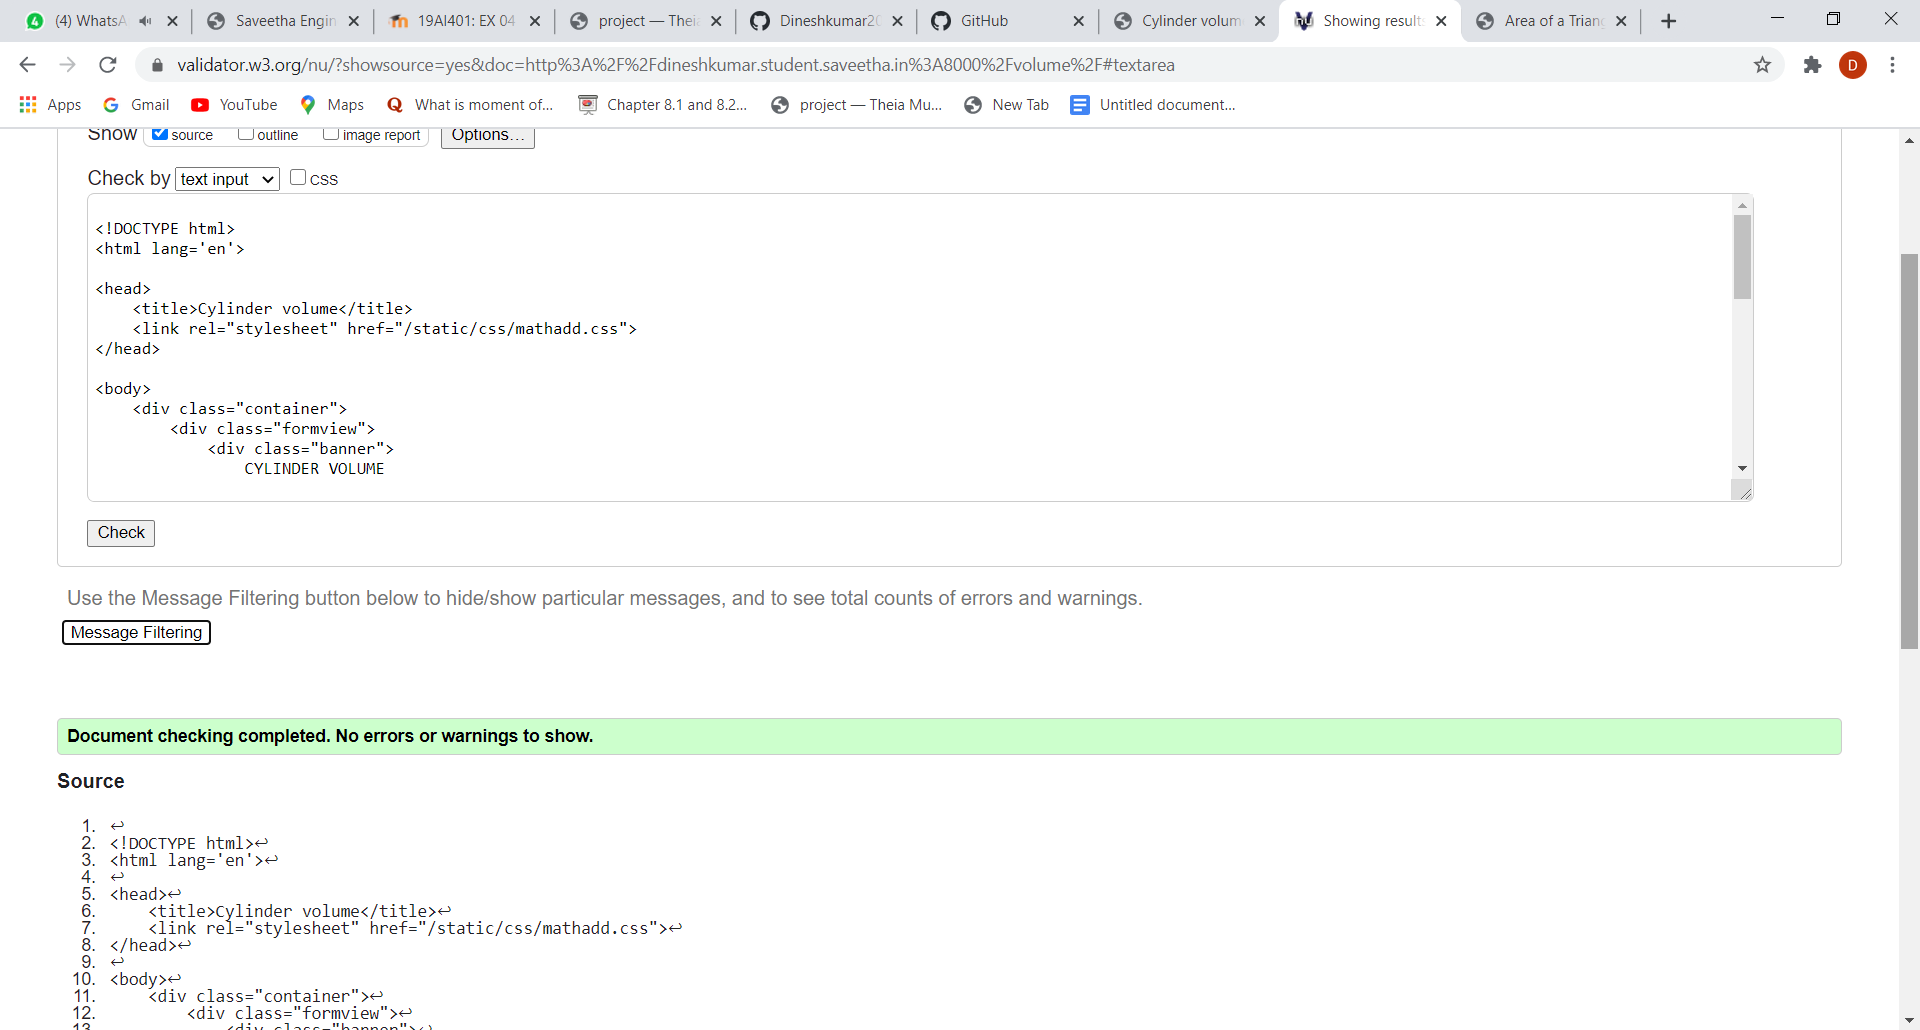 (4) WhatsA
Saveetha Engin
19AI401: EX 04
project — Theia
Dineshkumar20
GitHub
Cylinder volum
Showing results
Area of a Triang
validator.w3.org/nu/?showsource=yes&doc=http%3A%2F%2Fdineshkumar.student.saveetha.in%3A8000%2Fvolume%2F#textarea
D
Apps
Gmail
YouTube
Maps
What is moment of...
Chapter 8.1 and 8.2...
project — Theia Mu...
New Tab
Untitled document...
Show source outline image report Options...
Check by text input CSS
<!DOCTYPE html>
<html lang='en'>
<head>
<title>Cylinder volume</title>
<link rel="stylesheet" href="/static/css/mathadd.css">
</head>
<body>
<div class="container">
<div class="formview">
<div class="banner">
CYLINDER VOLUME
Check
Use the Message Filtering button below to hide/show particular messages, and to see total counts of errors and warnings.
Message Filtering
Document checking completed. No errors or warnings to show.
Source
1. ↩
2. <!DOCTYPE html>↩
3. <html lang='en'>↩
4. ↩
5. <head>↩
6. <title>Cylinder volume</title>↩
7. <link rel="stylesheet" href="/static/css/mathadd.css">↩
8. </head>↩
9. ↩
10. <body>↩
11. <div class="container">↩
12. <div class="formview">↩
13. <div class="banner">↩